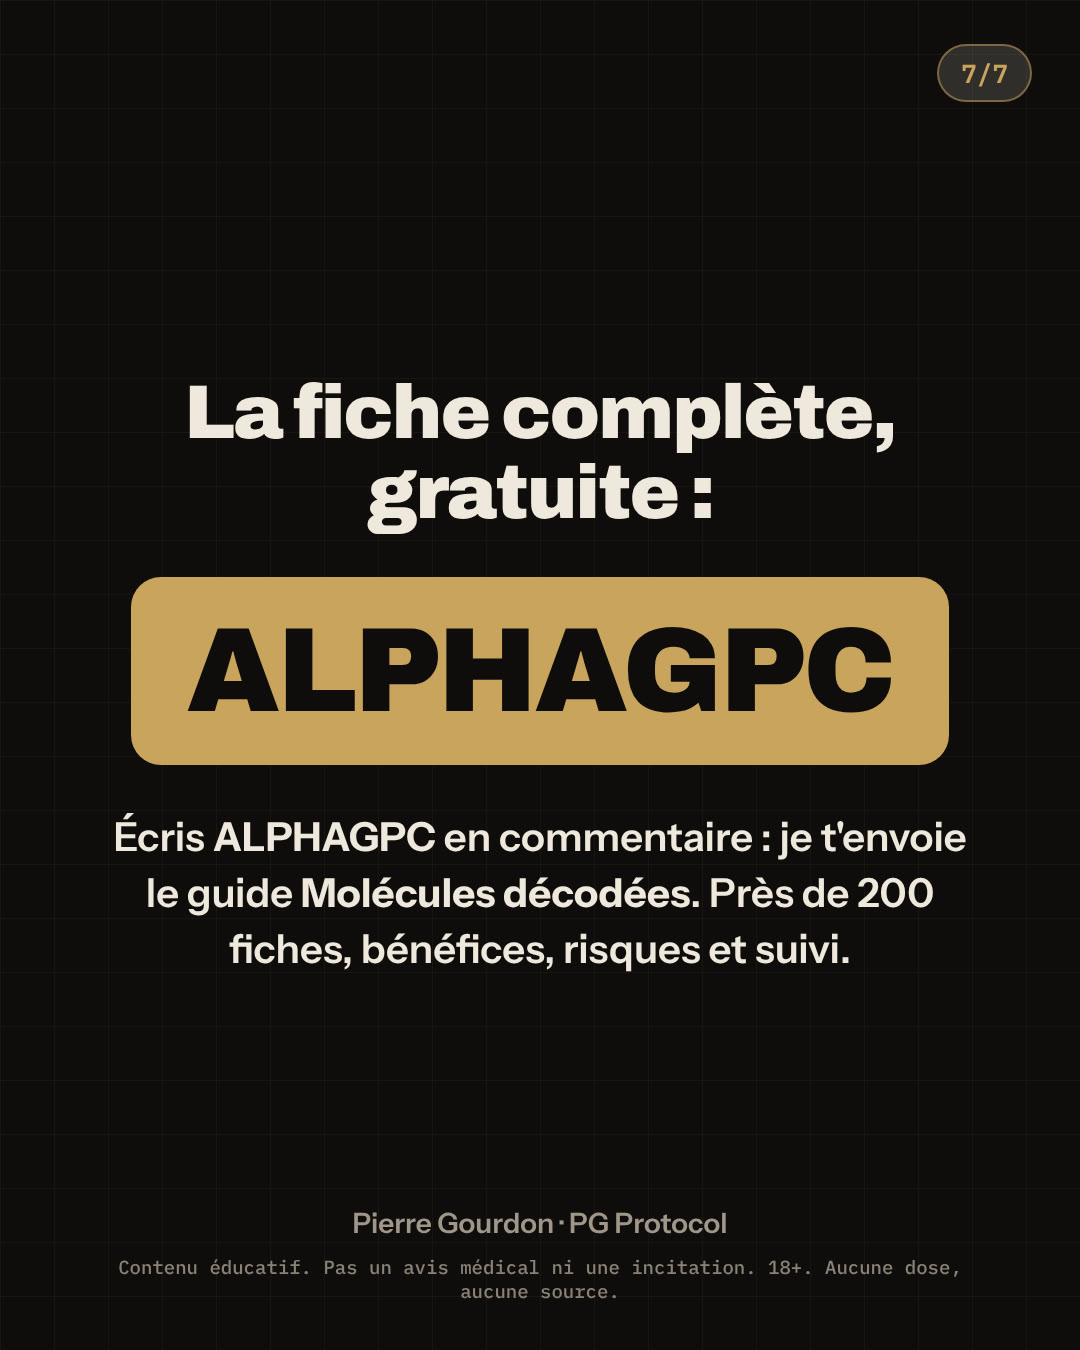 7/7
La fiche complète,
gratuite :
ALPHAGPC
Écris ALPHAGPC en commentaire : je t'envoie
le guide Molécules décodées. Près de 200
fiches, bénéfices, risques et suivi.
Pierre Gourdon · PG Protocol
Contenu éducatif. Pas un avis médical ni une incitation. 18+. Aucune dose,
aucune source.